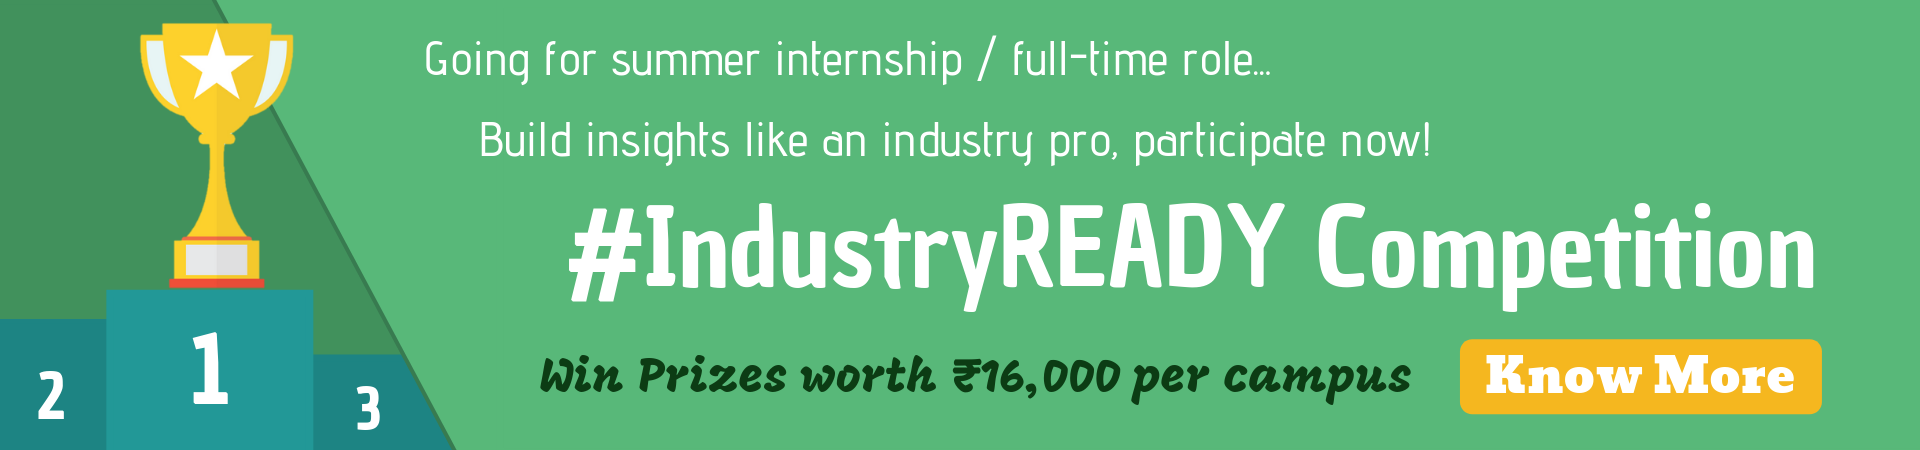 Going for summer internship / full-time role...
Build insights like an industry pro, participate now!
#IndustryREADY Competition
Win Prizes worth ₹16,000 per campus
Know More
2
1
3